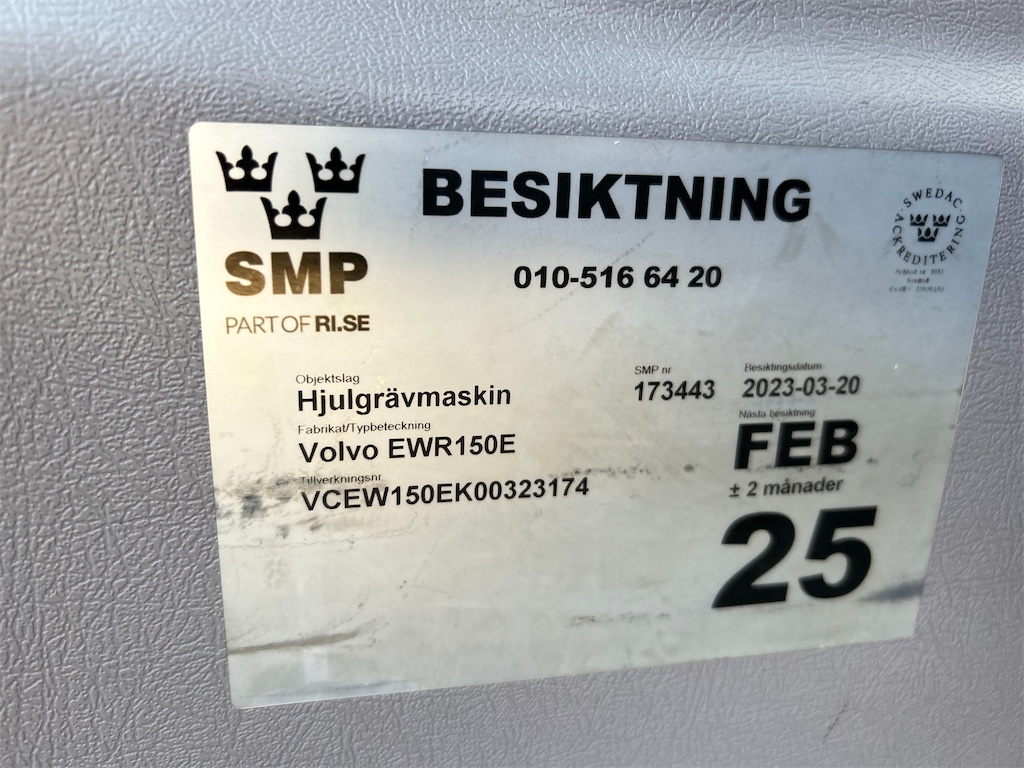 BESIKTNING
SWEDAC
ACKREDITERING
SMP
PART OF RI.SE
010-516 64 20
Objektslag
Hjulgrävmaskin
Fabrikat/Typbeteckning
Volvo EWR150E
Tillverkningsnr
VCEW150EK00323174
SMP nr
173443
Besiktingsdatum
2023-03-20
Nästa besiktning
FEB
± 2 månader
25